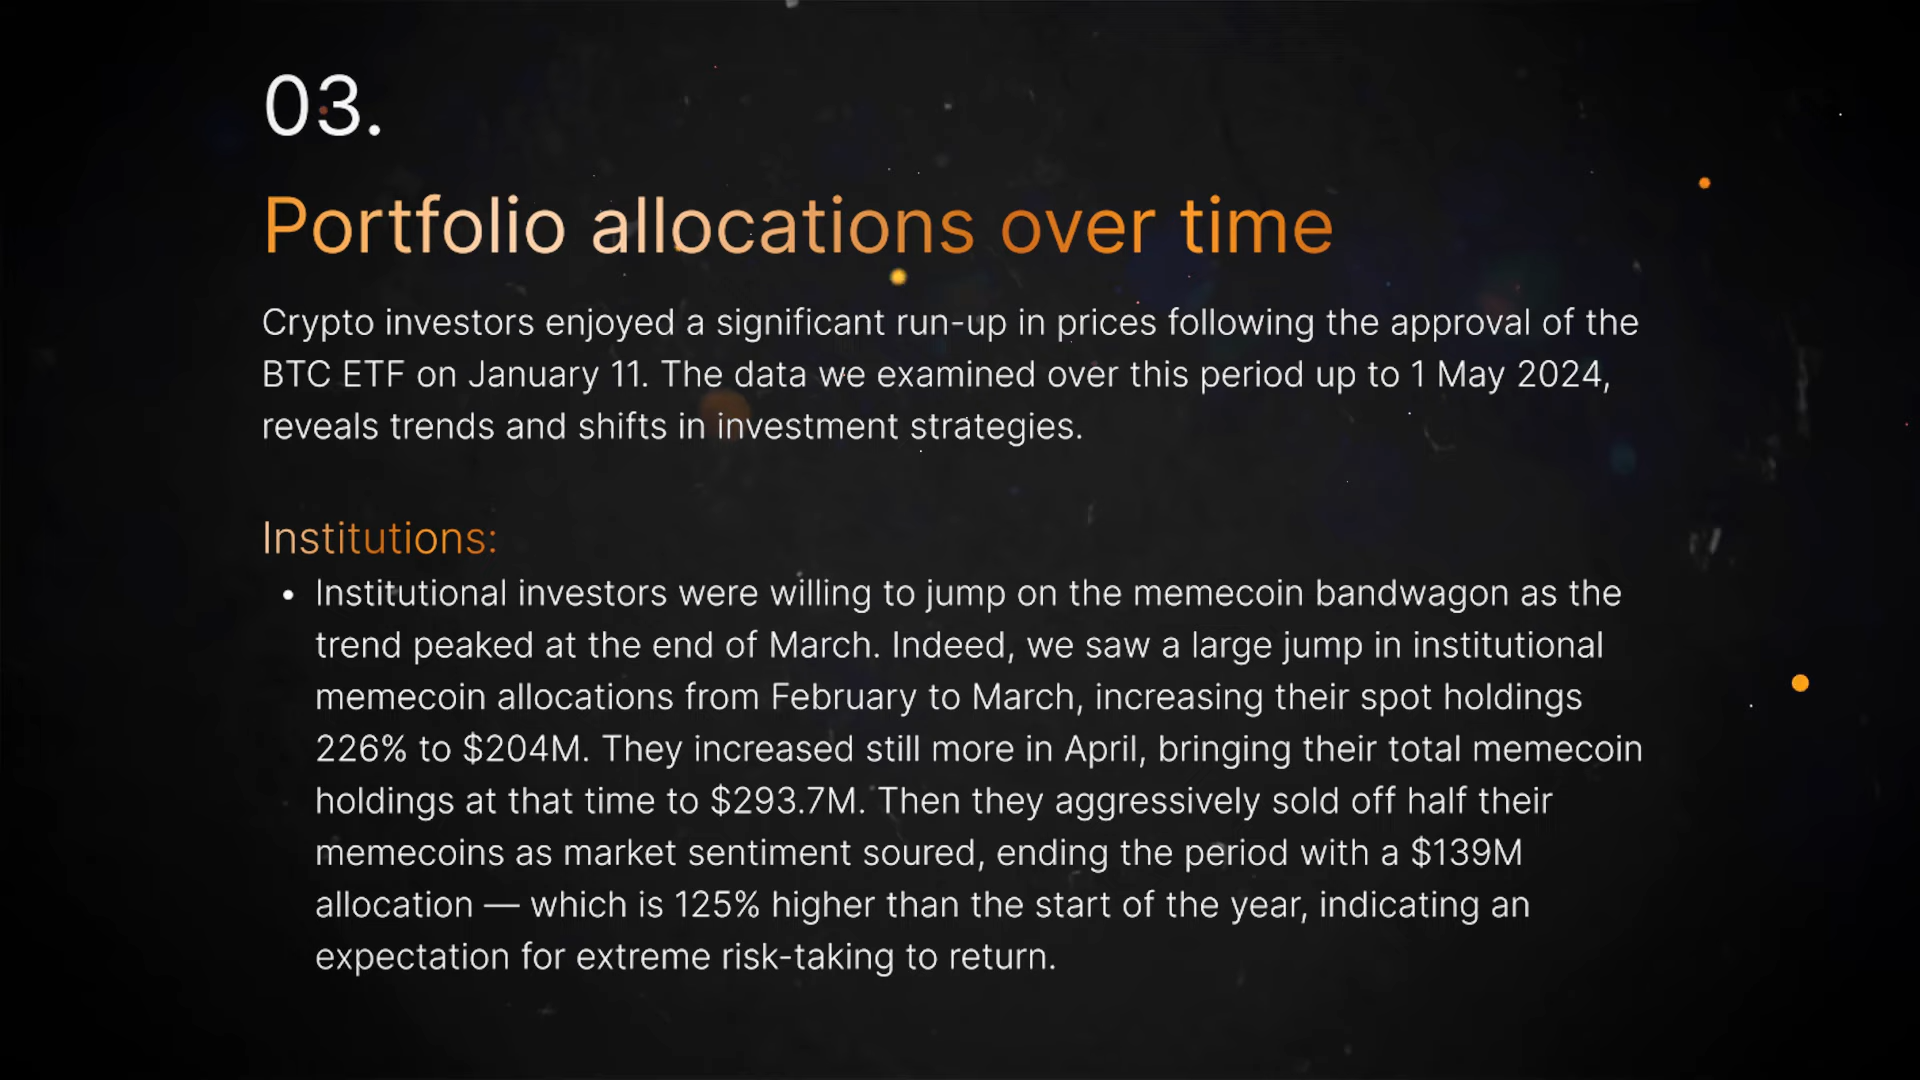 03.
Portfolio allocations over time
Crypto investors enjoyed a significant run-up in prices following the approval of the
BTC ETF on January 11. The data we examined over this period up to 1 May 2024,
reveals trends and shifts in investment strategies.
Institutions:
• Institutional investors were willing to jump on the memecoin bandwagon as the
trend peaked at the end of March. Indeed, we saw a large jump in institutional
memecoin allocations from February to March, increasing their spot holdings
226% to $204M. They increased still more in April, bringing their total memecoin
holdings at that time to $293.7M. Then they aggressively sold off half their
memecoins as market sentiment soured, ending the period with a $139M
allocation — which is 125% higher than the start of the year, indicating an
expectation for extreme risk-taking to return.